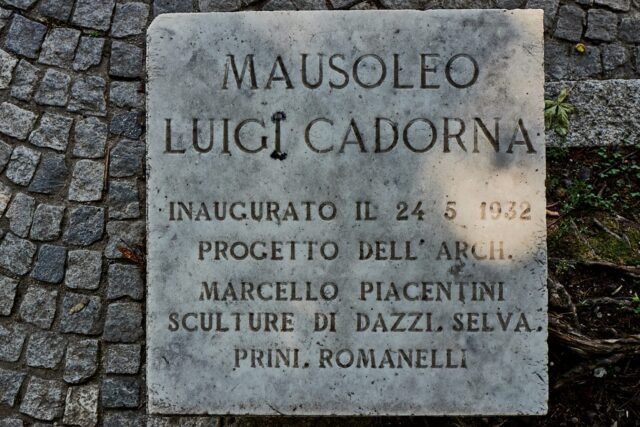 MAUSOLEO
LUIGI CADORNA
INAUGURATO IL 24 5 1932
PROGETTO DELL' ARCH.
MARCELLO PIACENTINI
SCULTURE DI DAZZI. SELVA.
PRINI. ROMANELLI